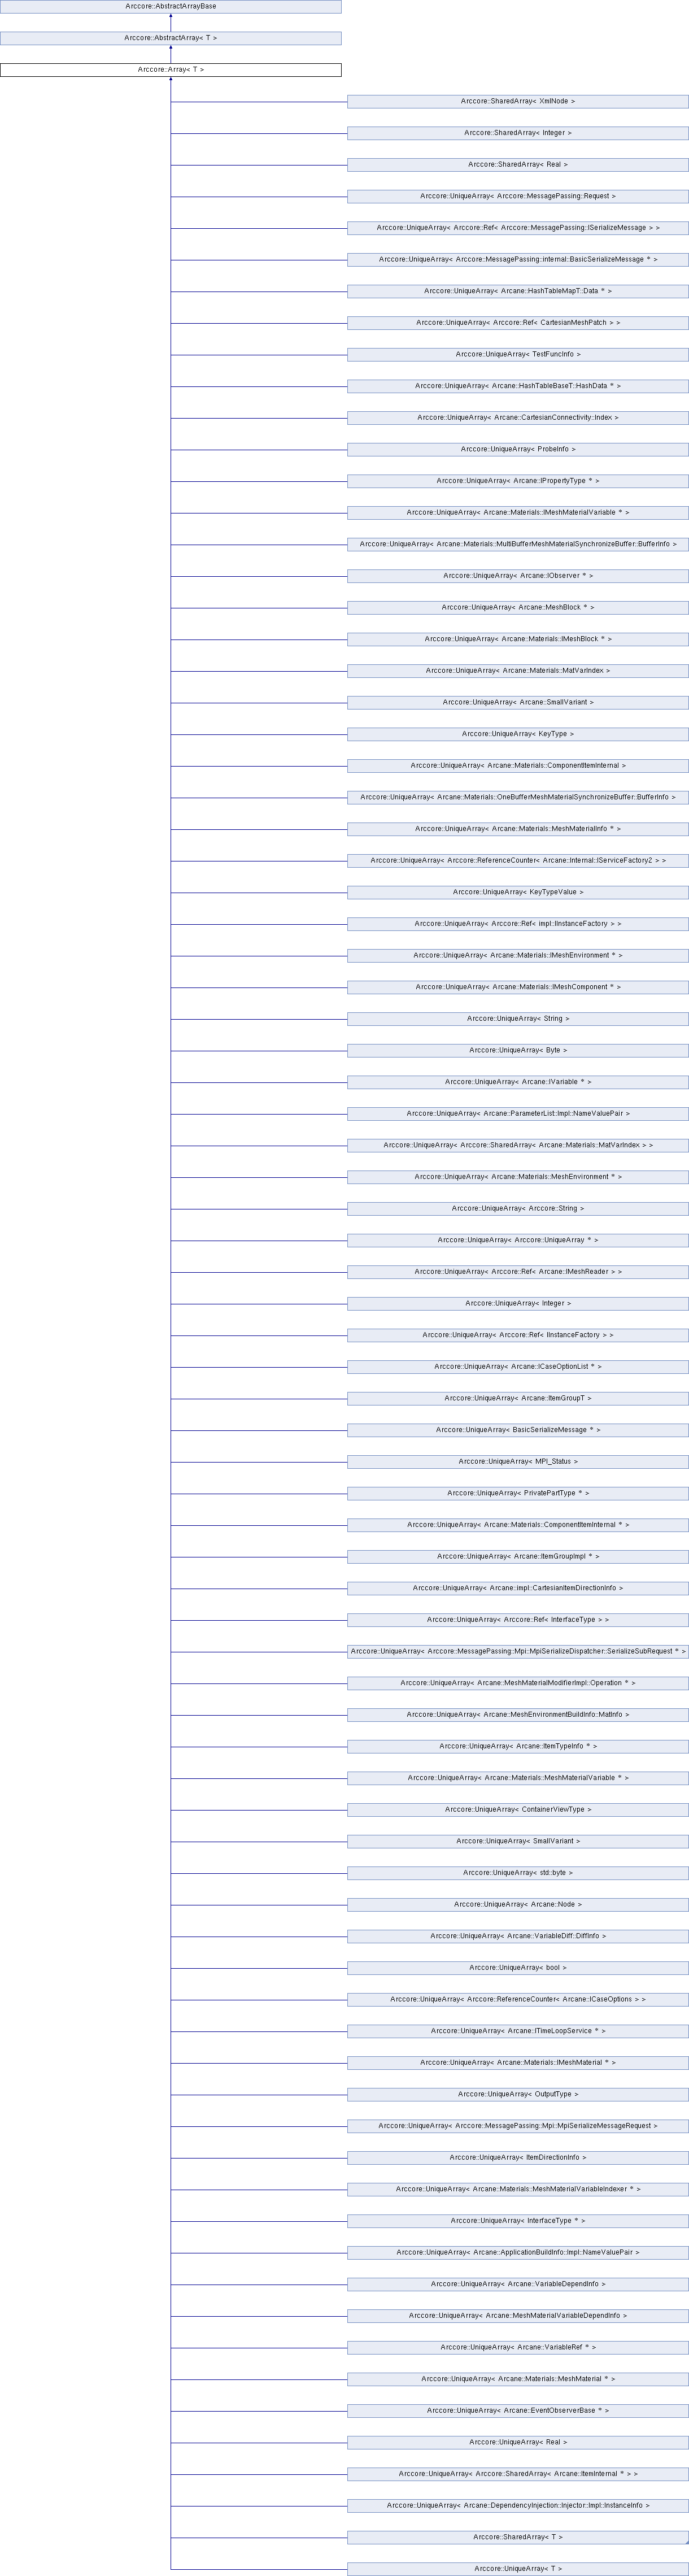 Arccore::AbstractArrayBase
Arccore::AbstractArray< T >
Arccore::Array< T >
Arccore::SharedArray< XmlNode >
Arccore::SharedArray< Integer >
Arccore::SharedArray< Real >
Arccore::UniqueArray< Arccore::MessagePassing::Request >
Arccore::UniqueArray< Arccore::Ref< Arccore::MessagePassing::ISerializeMessage > >
Arccore::UniqueArray< Arccore::MessagePassing::internal::BasicSerializeMessage * >
Arccore::UniqueArray< Arcane::HashTableMapT::Data * >
Arccore::UniqueArray< Arccore::Ref< CartesianMeshPatch > >
Arccore::UniqueArray< TestFuncInfo >
Arccore::UniqueArray< Arcane::HashTableBaseT::HashData * >
Arccore::UniqueArray< Arcane::CartesianConnectivity::Index >
Arccore::UniqueArray< ProbeInfo >
Arccore::UniqueArray< Arcane::IPropertyType * >
Arccore::UniqueArray< Arcane::Materials::IMeshMaterialVariable * >
Arccore::UniqueArray< Arcane::Materials::MultiBufferMeshMaterialSynchronizeBuffer::BufferInfo >
Arccore::UniqueArray< Arcane::IObserver * >
Arccore::UniqueArray< Arcane::MeshBlock * >
Arccore::UniqueArray< Arcane::Materials::IMeshBlock * >
Arccore::UniqueArray< Arcane::Materials::MatVarIndex >
Arccore::UniqueArray< Arcane::SmallVariant >
Arccore::UniqueArray< KeyType >
Arccore::UniqueArray< Arcane::Materials::ComponentItemInternal >
Arccore::UniqueArray< Arcane::Materials::OneBufferMeshMaterialSynchronizeBuffer::BufferInfo >
Arccore::UniqueArray< Arcane::Materials::MeshMaterialInfo * >
Arccore::UniqueArray< Arccore::ReferenceCounter< Arcane::Internal::IServiceFactory2 > >
Arccore::UniqueArray< KeyTypeValue >
Arccore::UniqueArray< Arccore::Ref< impl::IInstanceFactory > >
Arccore::UniqueArray< Arcane::Materials::IMeshEnvironment * >
Arccore::UniqueArray< Arcane::Materials::IMeshComponent * >
Arccore::UniqueArray< String >
Arccore::UniqueArray< Byte >
Arccore::UniqueArray< Arcane::IVariable * >
Arccore::UniqueArray< Arcane::ParameterList::Impl::NameValuePair >
Arccore::UniqueArray< Arccore::SharedArray< Arcane::Materials::MatVarIndex > >
Arccore::UniqueArray< Arcane::Materials::MeshEnvironment * >
Arccore::UniqueArray< Arccore::String >
Arccore::UniqueArray< Arccore::UniqueArray * >
Arccore::UniqueArray< Arccore::Ref< Arcane::IMeshReader > >
Arccore::UniqueArray< Integer >
Arccore::UniqueArray< Arccore::Ref< IInstanceFactory > >
Arccore::UniqueArray< Arcane::ICaseOptionList * >
Arccore::UniqueArray< Arcane::ItemGroupT >
Arccore::UniqueArray< BasicSerializeMessage * >
Arccore::UniqueArray< MPI_Status >
Arccore::UniqueArray< PrivatePartType * >
Arccore::UniqueArray< Arcane::Materials::ComponentItemInternal * >
Arccore::UniqueArray< Arcane::ItemGroupImpl * >
Arccore::UniqueArray< Arcane::impl::CartesianItemDirectionInfo >
Arccore::UniqueArray< Arccore::Ref< InterfaceType > >
Arccore::UniqueArray< Arccore::MessagePassing::Mpi::MpiSerializeDispatcher::SerializeSubRequest * >
Arccore::UniqueArray< Arcane::MeshMaterialModifierImpl::Operation * >
Arccore::UniqueArray< Arcane::MeshEnvironmentBuildInfo::MatInfo >
Arccore::UniqueArray< Arcane::ItemTypeInfo * >
Arccore::UniqueArray< Arcane::Materials::MeshMaterialVariable * >
Arccore::UniqueArray< ContainerViewType >
Arccore::UniqueArray< SmallVariant >
Arccore::UniqueArray< std::byte >
Arccore::UniqueArray< Arcane::Node >
Arccore::UniqueArray< Arcane::VariableDiff::DiffInfo >
Arccore::UniqueArray< bool >
Arccore::UniqueArray< Arccore::ReferenceCounter< Arcane::ICaseOptions > >
Arccore::UniqueArray< Arcane::ITimeLoopService * >
Arccore::UniqueArray< Arcane::Materials::IMeshMaterial * >
Arccore::UniqueArray< OutputType >
Arccore::UniqueArray< Arccore::MessagePassing::Mpi::MpiSerializeMessageRequest >
Arccore::UniqueArray< ItemDirectionInfo >
Arccore::UniqueArray< Arcane::Materials::MeshMaterialVariableIndexer * >
Arccore::UniqueArray< InterfaceType * >
Arccore::UniqueArray< Arcane::ApplicationBuildInfo::Impl::NameValuePair >
Arccore::UniqueArray< Arcane::VariableDependInfo >
Arccore::UniqueArray< Arcane::MeshMaterialVariableDependInfo >
Arccore::UniqueArray< Arcane::VariableRef * >
Arccore::UniqueArray< Arcane::Materials::MeshMaterial * >
Arccore::UniqueArray< Arcane::EventObserverBase * >
Arccore::UniqueArray< Real >
Arccore::UniqueArray< Arccore::SharedArray< Arcane::ItemInternal * > >
Arccore::UniqueArray< Arcane::DependencyInjection::Injector::Impl::InstanceInfo >
Arccore::SharedArray< T >
Arccore::UniqueArray< T >